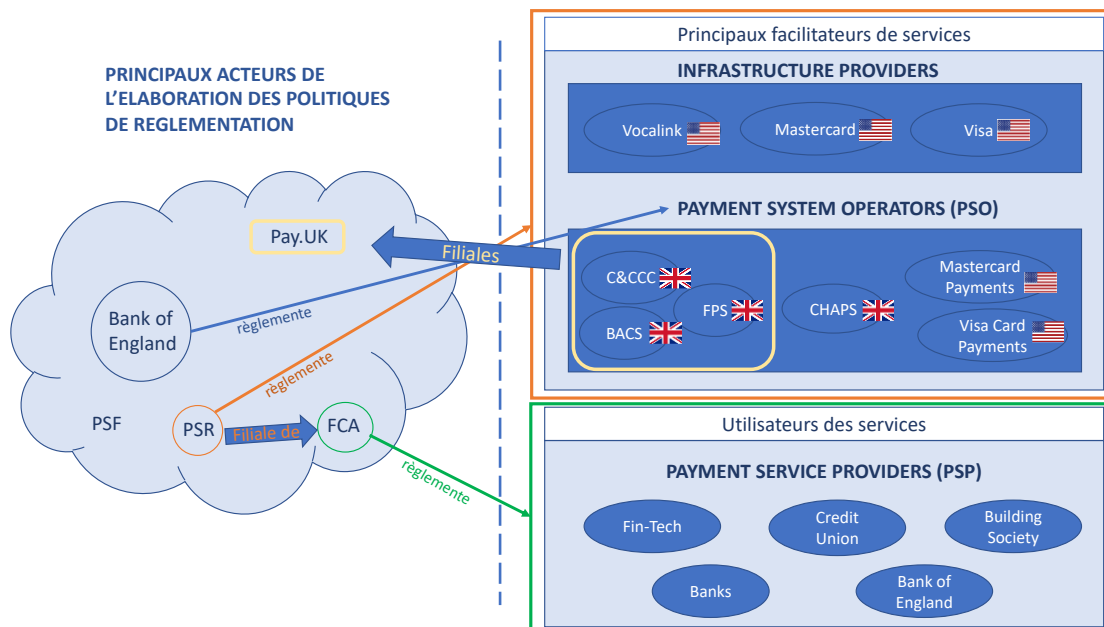 PRINCIPAUX ACTEURS DE
L'ELABORATION DES POLITIQUES
DE REGLEMENTATION
Pay.UK
Filiales
Bank of
England
règlemente
règlemente
PSF
PSR
Filiale de
FCA
règlemente
Principaux facilitateurs de services
INFRASTRUCTURE PROVIDERS
Vocalink
Mastercard
Visa
PAYMENT SYSTEM OPERATORS (PSO)
C&CCC
FPS
BACS
CHAPS
Mastercard
Payments
Visa Card
Payments
Utilisateurs des services
PAYMENT SERVICE PROVIDERS (PSP)
Fin-Tech
Credit
Union
Building
Society
Banks
Bank of
England